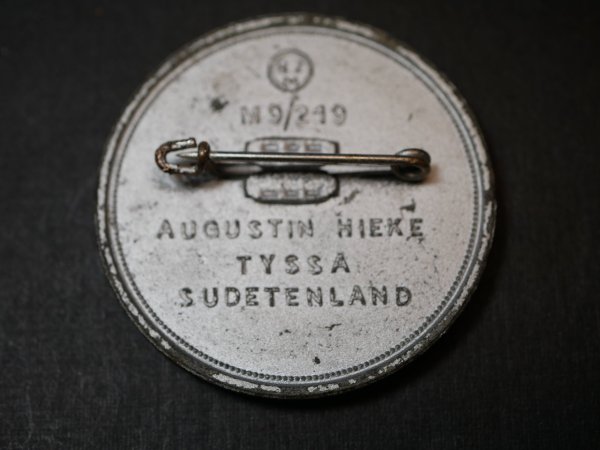 M9/249
AUGUSTIN HIEKE
TYSSA
SUDETENLAND